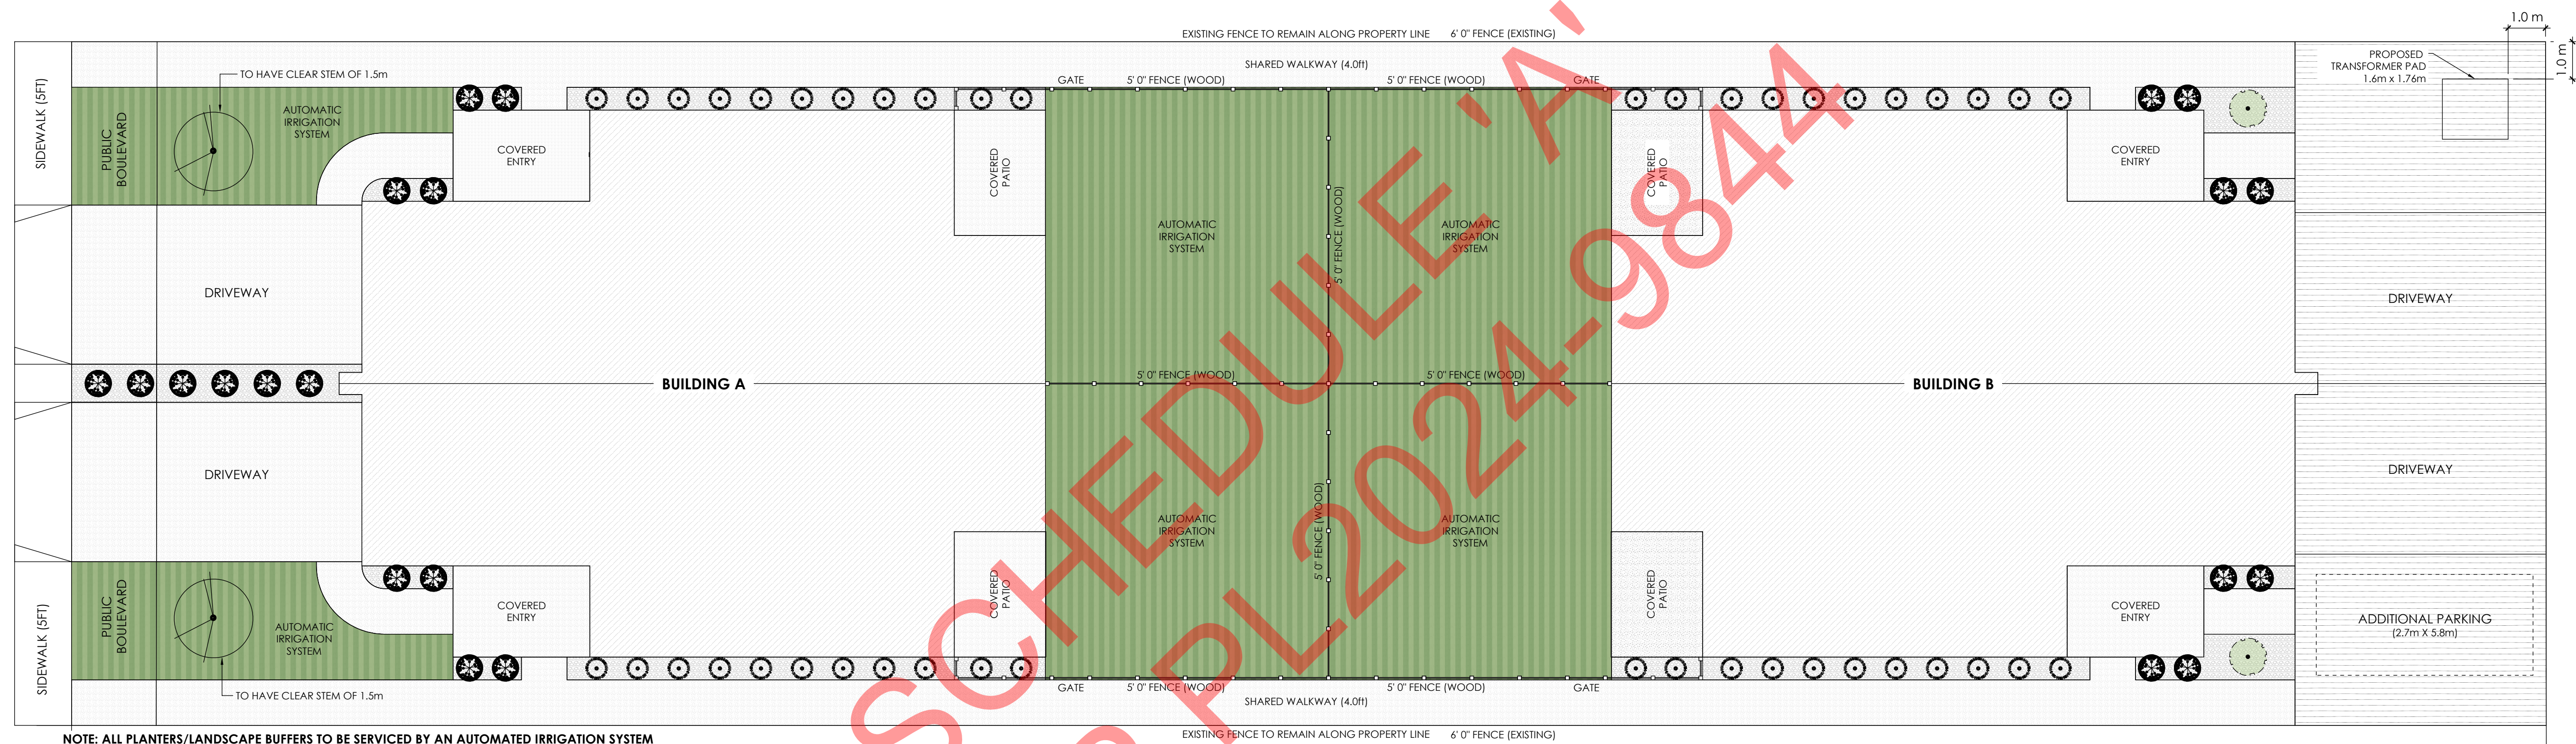 1.0 m
1.0 m
EXISTING FENCE TO REMAIN ALONG PROPERTY LINE 6' 0" FENCE (EXISTING)
SHARED WALKWAY (4.0ft)
GATE 5' 0" FENCE (WOOD) 5' 0" FENCE (WOOD) GATE
PROPOSED
TRANSFORMER PAD
1.6m x 1.76m
SIDEWALK (5FT)
TO HAVE CLEAR STEM OF 1.5m
PUBLIC
BOULEVARD
AUTOMATIC
IRRIGATION
SYSTEM
COVERED
ENTRY
COVERED
PATIO
AUTOMATIC
IRRIGATION
SYSTEM
5' 0" FENCE (WOOD)
AUTOMATIC
IRRIGATION
SYSTEM
COVERED
PATIO
COVERED
ENTRY
DRIVEWAY
DRIVEWAY
BUILDING A
5' 0" FENCE (WOOD)
5' 0" FENCE (WOOD)
BUILDING B
DRIVEWAY
DRIVEWAY
SIDEWALK (5FT)
PUBLIC
BOULEVARD
AUTOMATIC
IRRIGATION
SYSTEM
TO HAVE CLEAR STEM OF 1.5m
COVERED
ENTRY
COVERED
PATIO
AUTOMATIC
IRRIGATION
SYSTEM
5' 0" FENCE (WOOD)
AUTOMATIC
IRRIGATION
SYSTEM
COVERED
PATIO
COVERED
ENTRY
ADDITIONAL PARKING
(2.7m X 5.8m)
GATE 5' 0" FENCE (WOOD) 5' 0" FENCE (WOOD) GATE
SHARED WALKWAY (4.0ft)
EXISTING FENCE TO REMAIN ALONG PROPERTY LINE 6' 0" FENCE (EXISTING)
NOTE: ALL PLANTERS/LANDSCAPE BUFFERS TO BE SERVICED BY AN AUTOMATED IRRIGATION SYSTEM
SCHEDULE 'A'
PL2024-9844